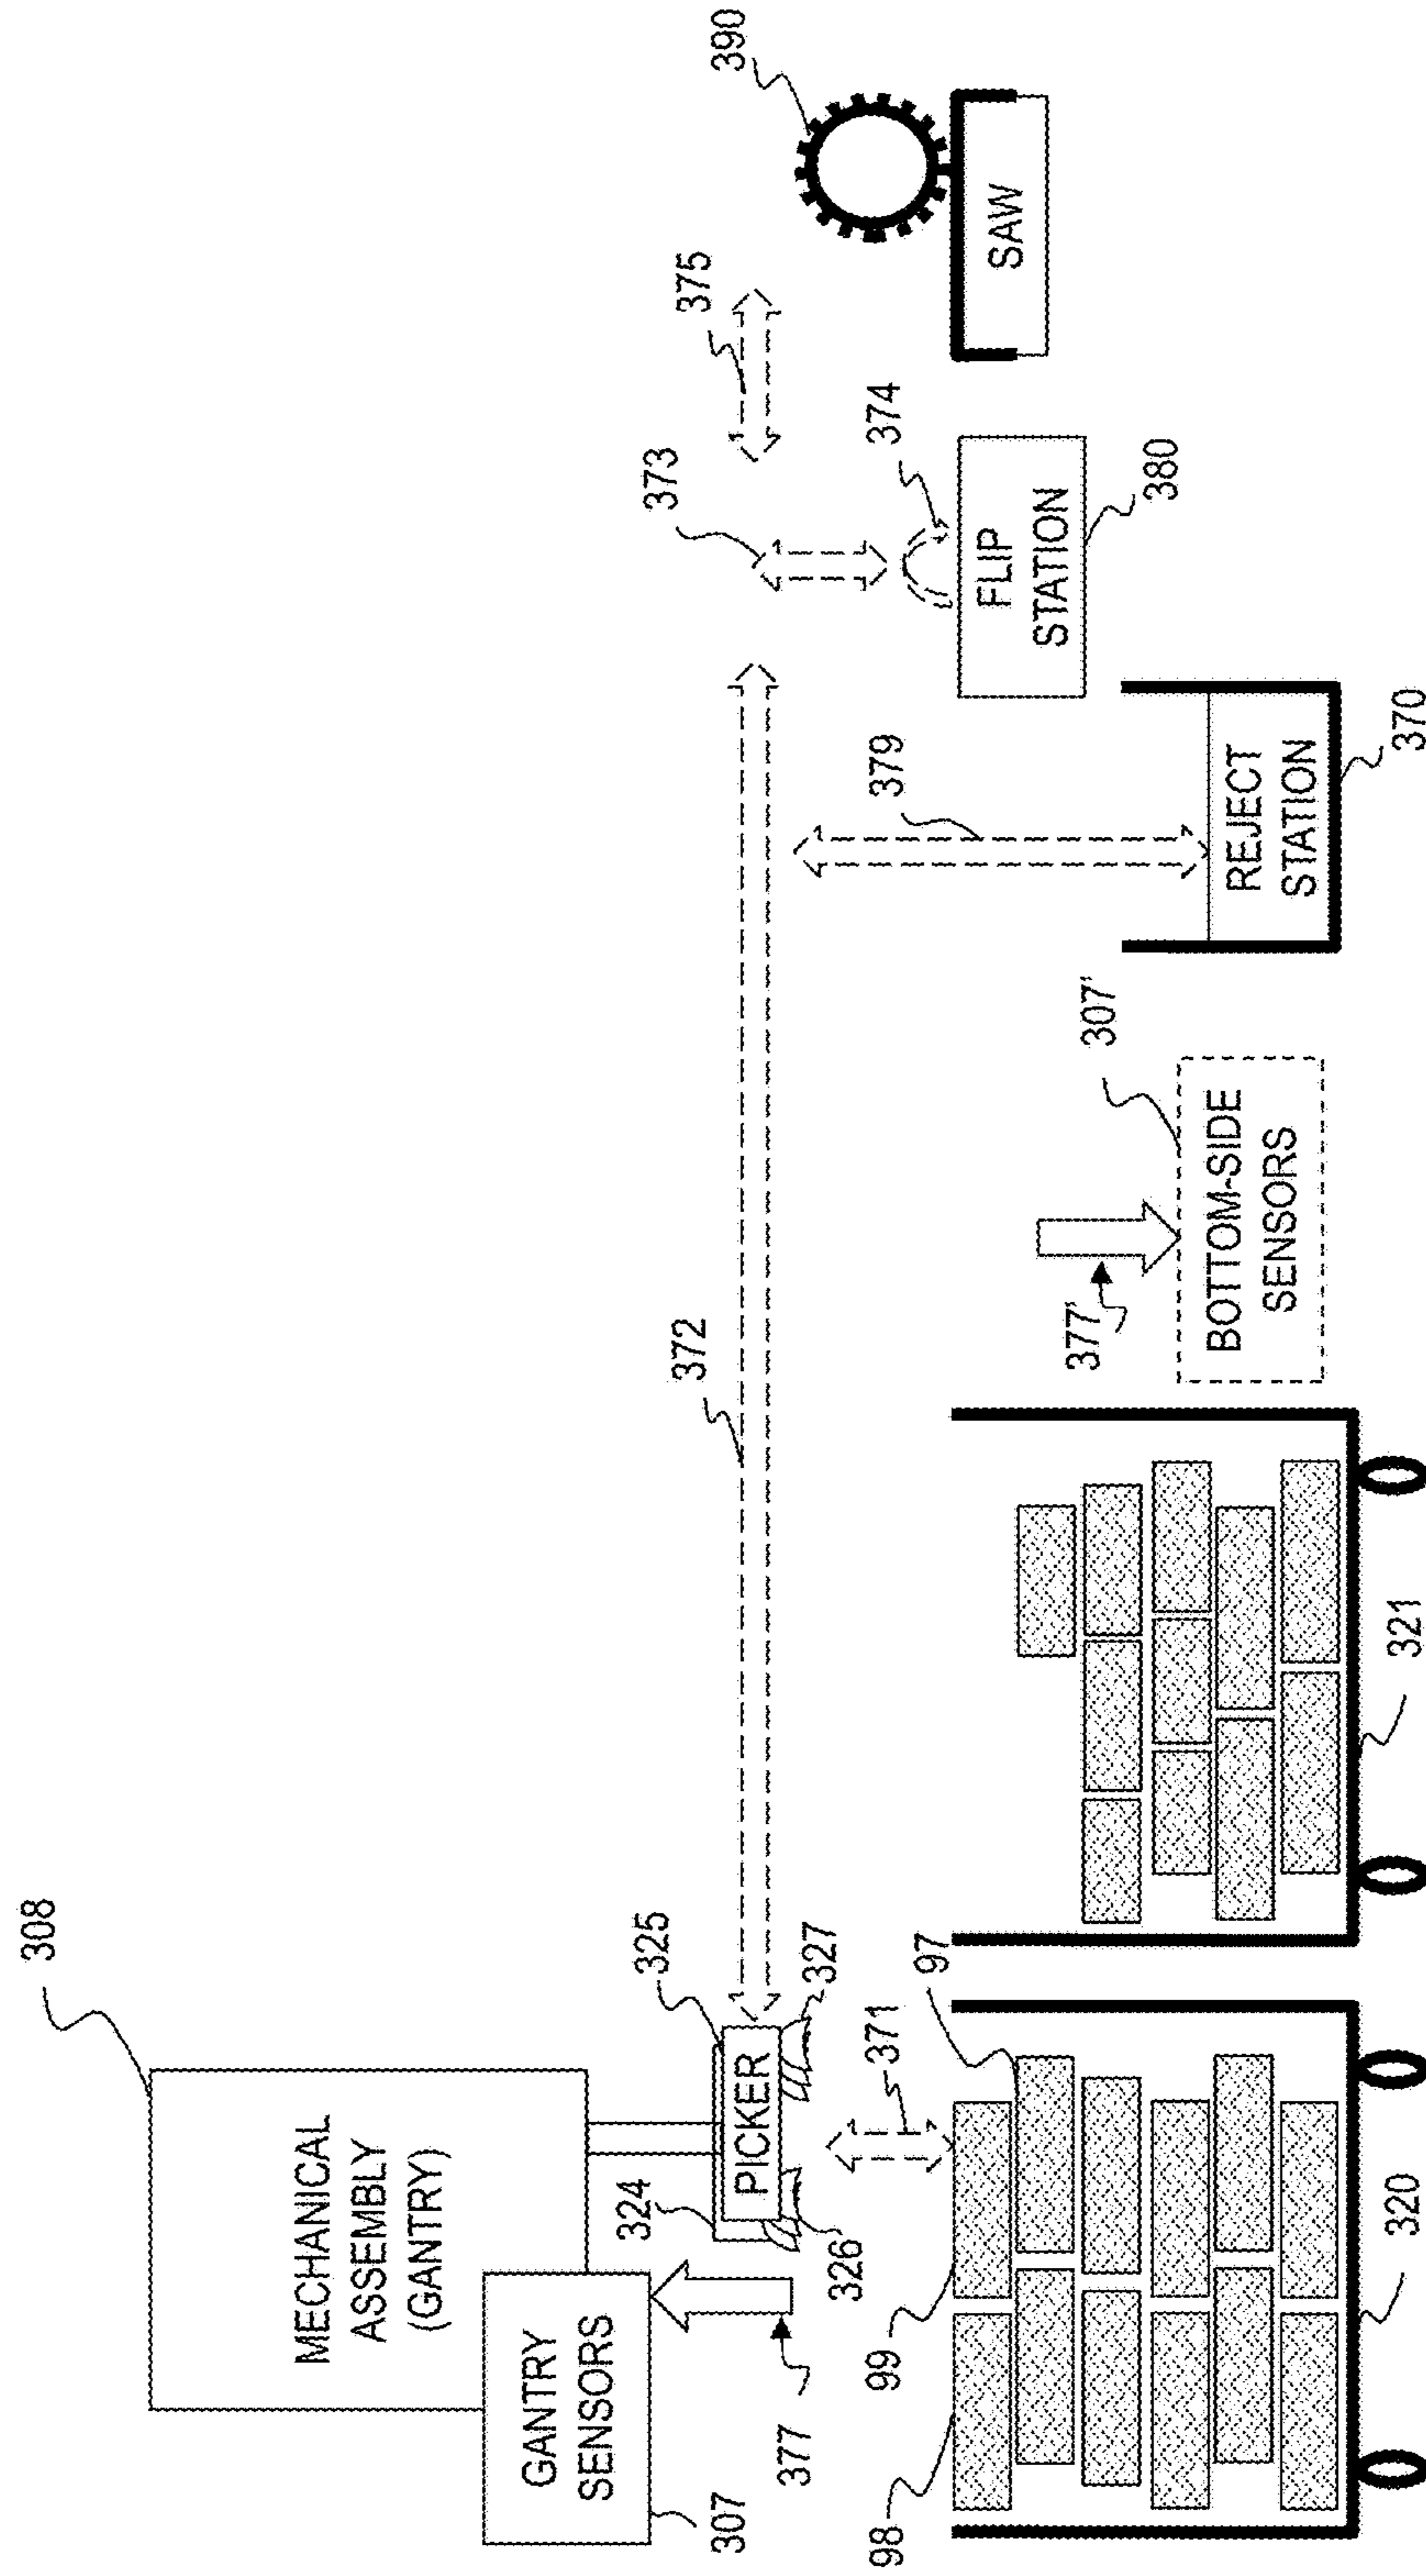 308
MECHANICAL
ASSEMBLY
(GANTRY)
GANTRY
SENSORS
307
377
324
325
PICKER
326
327
371
372
373
374
375
379
390
SAW
FLIP
STATION
380
REJECT
STATION
370
307'
377'
BOTTOM-SIDE
SENSORS
98
99
97
320
321